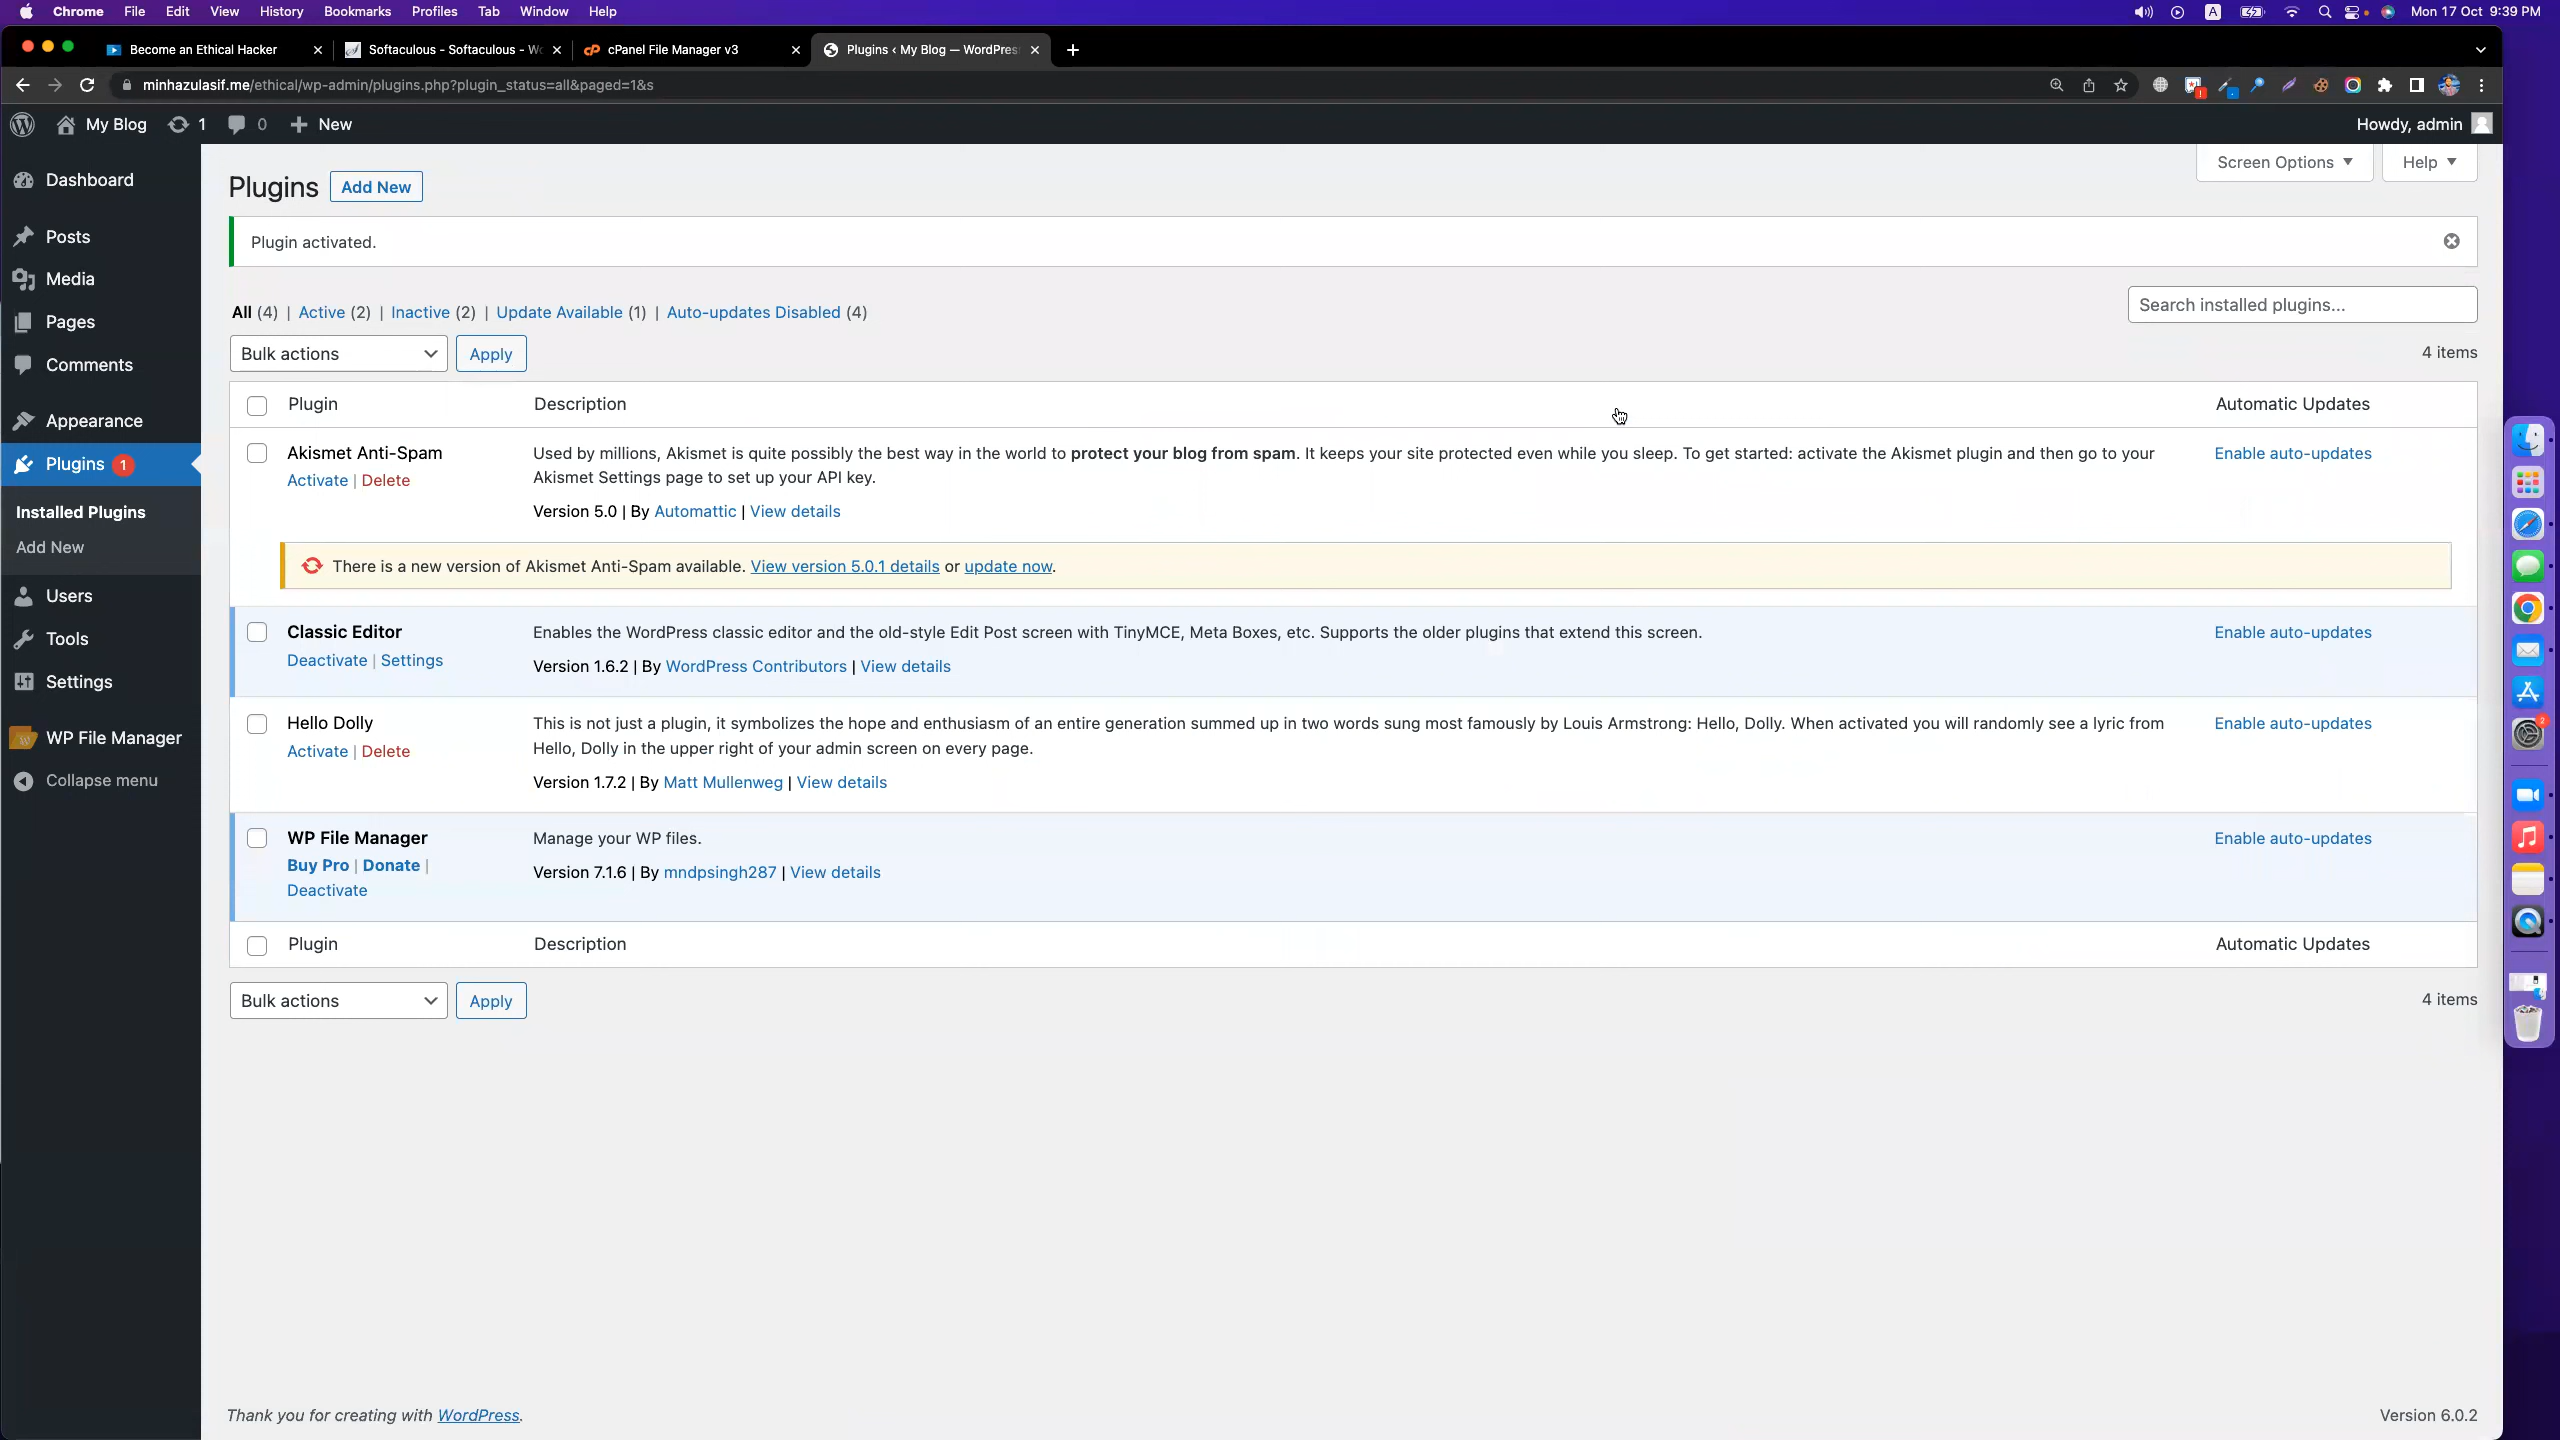 Chrome File Edit View History Bookmarks Profiles Tab Window Help
A Mon 17 Oct 9:39 PM
Become an Ethical Hacker Softaculous - Softaculous - W cPanel File Manager v3 Plugins ‹ My Blog — WordPres
minhazulasif.me/ethical/wp-admin/plugins.php?plugin_status=all&paged=1&s
My Blog 1 0 + New Howdy, admin
Screen Options Help
Dashboard
Posts
Media
Pages
Comments
Appearance
Plugins 1
Installed Plugins
Add New
Users
Tools
Settings
WP File Manager
Collapse menu
Plugins Add New
Plugin activated.
All (4) | Active (2) | Inactive (2) | Update Available (1) | Auto-updates Disabled (4)
Search installed plugins...
Bulk actions Apply 4 items
Plugin Description Automatic Updates
Akismet Anti-Spam
Activate | Delete
Used by millions, Akismet is quite possibly the best way in the world to protect your blog from spam. It keeps your site protected even while you sleep. To get started: activate the Akismet plugin and then go to your
Akismet Settings page to set up your API key.
Version 5.0 | By Automattic | View details
Enable auto-updates
There is a new version of Akismet Anti-Spam available. View version 5.0.1 details or update now.
Classic Editor
Deactivate | Settings
Enables the WordPress classic editor and the old-style Edit Post screen with TinyMCE, Meta Boxes, etc. Supports the older plugins that extend this screen.
Version 1.6.2 | By WordPress Contributors | View details
Enable auto-updates
Hello Dolly
Activate | Delete
This is not just a plugin, it symbolizes the hope and enthusiasm of an entire generation summed up in two words sung most famously by Louis Armstrong: Hello, Dolly. When activated you will randomly see a lyric from
Hello, Dolly in the upper right of your admin screen on every page.
Version 1.7.2 | By Matt Mullenweg | View details
Enable auto-updates
WP File Manager
Buy Pro | Donate |
Deactivate
Manage your WP files.
Version 7.1.6 | By mndpsingh287 | View details
Enable auto-updates
Plugin Description Automatic Updates
Bulk actions Apply 4 items
Thank you for creating with WordPress. Version 6.0.2
2